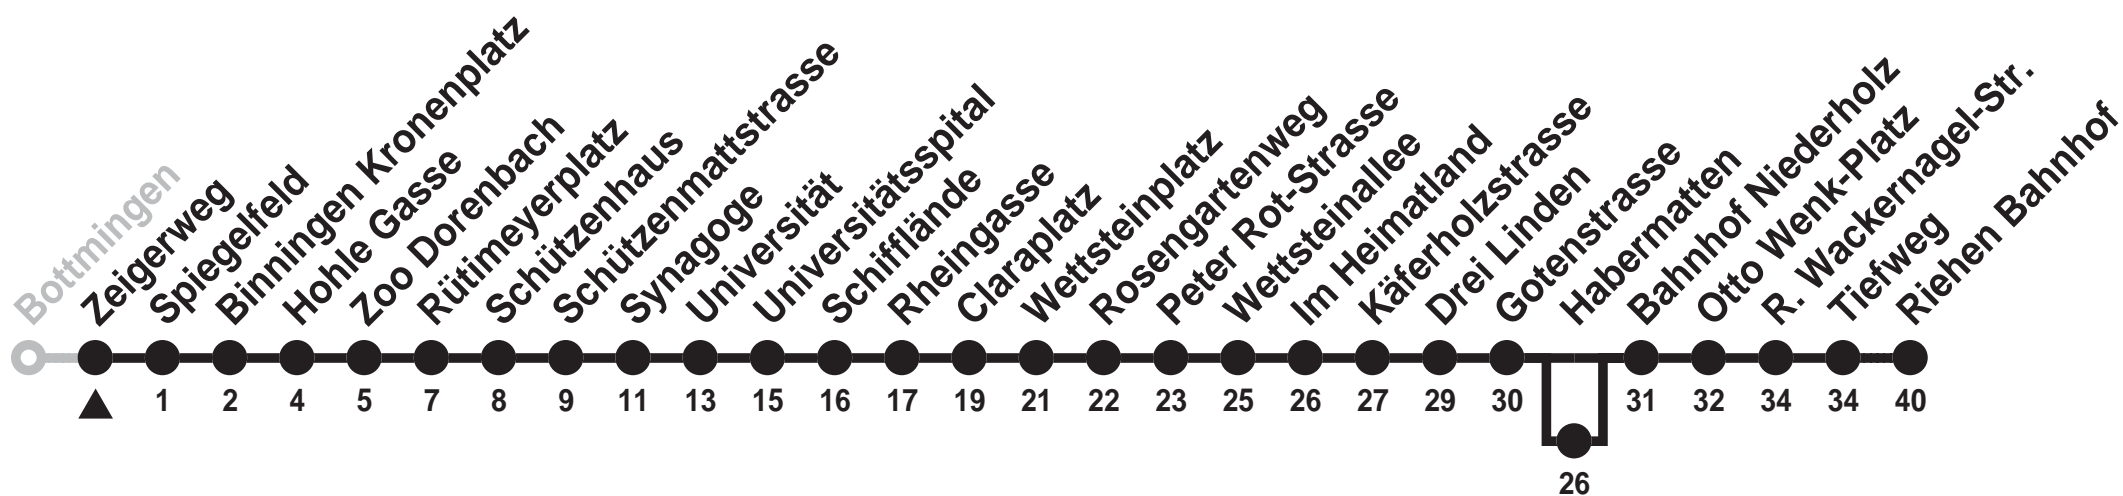 Bottmingen
Zeigerweg
Spiegelfeld
Binningen Kronenplatz
Hohle Gasse
Zoo Dorenbach
Rütimeyerplatz
Schützenhaus
Schützenmattstrasse
Synagoge
Universität
Universitätsspital
Schifflände
Rheingasse
Claraplatz
Wettsteinplatz
Rosengartenweg
Peter Rot-Strasse
Wettsteinallee
Im Heimatland
Käferholzstrasse
Drei Linden
Gotenstrasse
Habermatten
Bahnhof Niederholz
Otto Wenk-Platz
R. Wackernagel-Str.
Tiefweg
Riehen Bahnhof
1 2 4 5 7 8 9 11 13 15 16 17 19 21 22 23 25 26 27 29 30 31 32 34 34 40
26